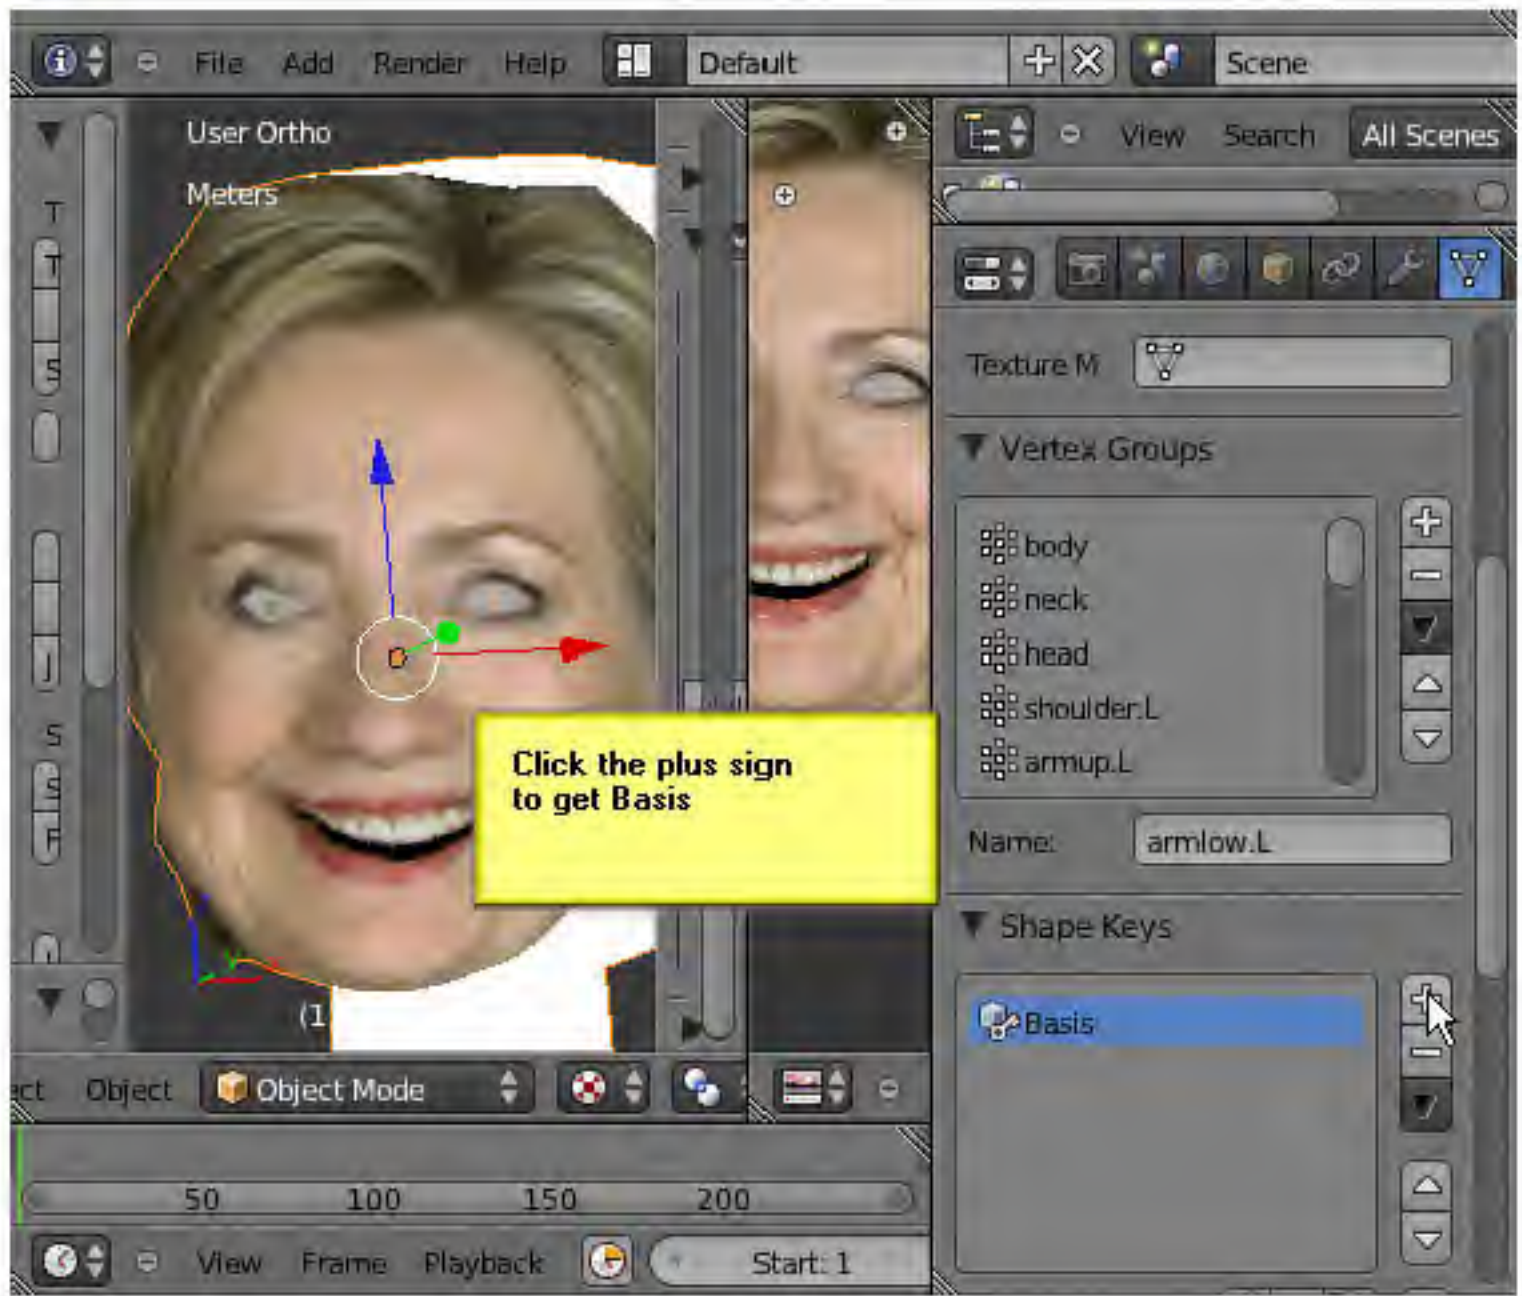 File Add Render Help Default Scene
User Ortho
Meters
View Search All Scenes
T
T
S
J
S
S
F
Texture M
Vertex Groups
body
neck
head
shoulder.L
armup.L
Name: armlow.L
Click the plus sign
to get Basis
Shape Keys
Basis
(1
ect Object Object Mode
50 100 150 200
View Frame Playback Start: 1